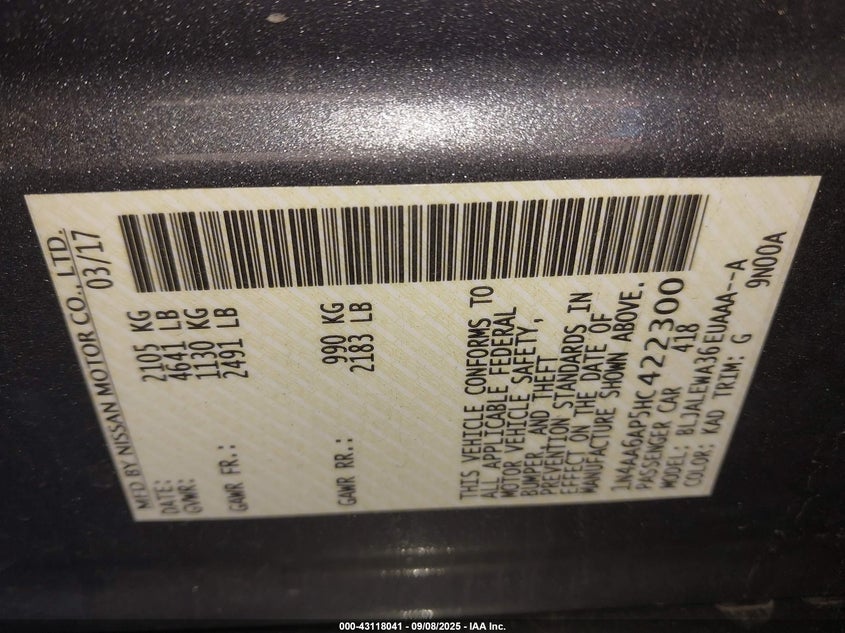 MFD BY NISSAN MOTOR CO., LTD.
DATE: 03/17
GVWR: 2105 KG
4641 LB
GAWR FR.: 1130 KG
2491 LB
GAWR RR.: 990 KG
2183 LB
THIS VEHICLE CONFORMS TO
ALL APPLICABLE FEDERAL
MOTOR VEHICLE SAFETY,
BUMPER, AND THEFT
PREVENTION STANDARDS IN
EFFECT ON THE DATE OF
MANUFACTURE SHOWN ABOVE.
1N4AA6AP5HC422300
PASSENGER CAR 418
MODEL: BLJALEWA36EUAAA--A
COLOR: KAD TRIM: G 9N00A
000-43118041 - 09/08/2025 - IAA Inc.